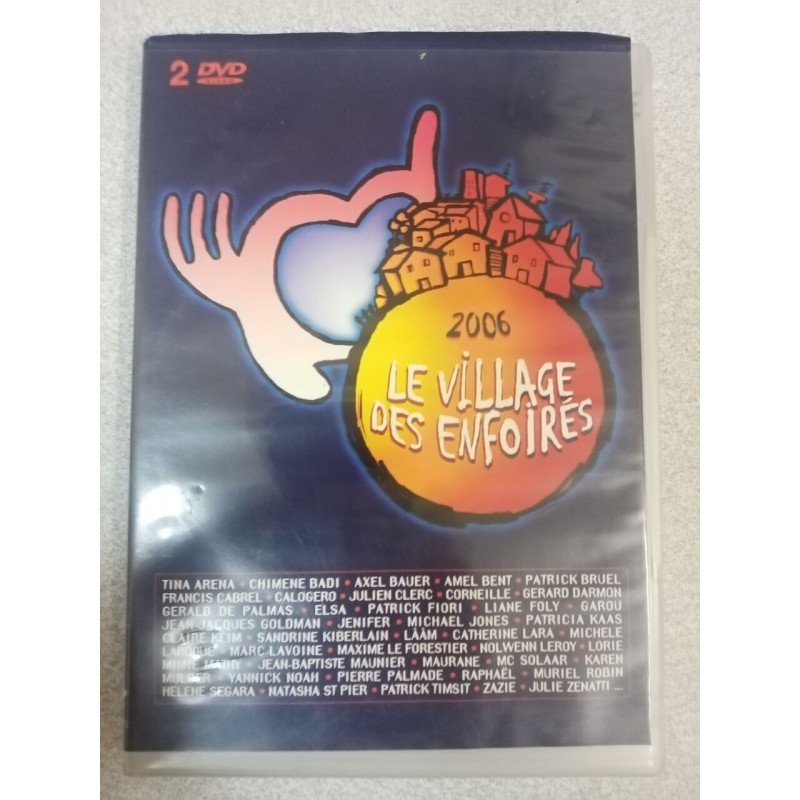 2 DVD
VIDEO
2006
LE VILLAGE
DES ENFOIRÉS
TINA ARENA • CHIMENE BADI • AXEL BAUER • AMEL BENT • PATRICK BRUEL
FRANCIS CABREL • CALOGERO • JULIEN CLERC • CORNEILLE • GERARD DARMON
GERALD DE PALMAS • ELSA • PATRICK FIORI • LIANE FOLY • GAROU
JEAN JACQUES GOLDMAN • JENIFER • MICHAEL JONES • PATRICIA KAAS
CLAIRE KEIM • SANDRINE KIBERLAIN • LÂÂM • CATHERINE LARA • MICHELE
LAROQUE • MARC LAVOINE • MAXIME LE FORESTIER • NOLWENN LEROY • LORIE
MIMIE MATHY • JEAN-BAPTISTE MAUNIER • MAURANE • MC SOLAAR • KAREN
MULDER • YANNICK NOAH • PIERRE PALMADE • RAPHAËL • MURIEL ROBIN
HELENE SEGARA • NATASHA ST PIER • PATRICK TIMSIT • ZAZIE • JULIE ZENATTI ...